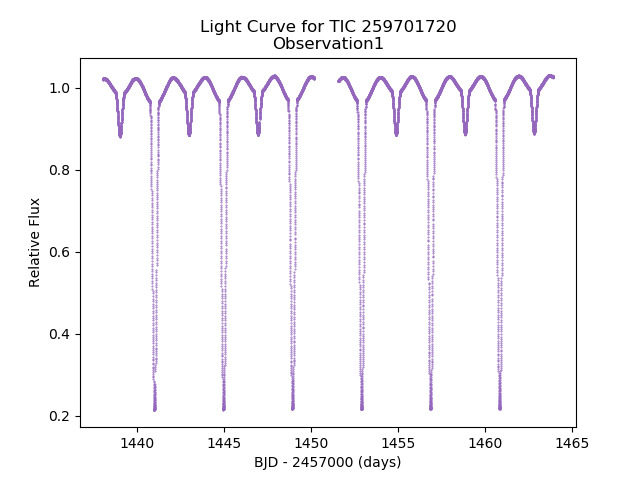 Light Curve for TIC 259701720
Observation1
1.0
0.8
0.6
0.4
0.2
Relative Flux
1440 1445 1450 1455 1460 1465
BJD - 2457000 (days)